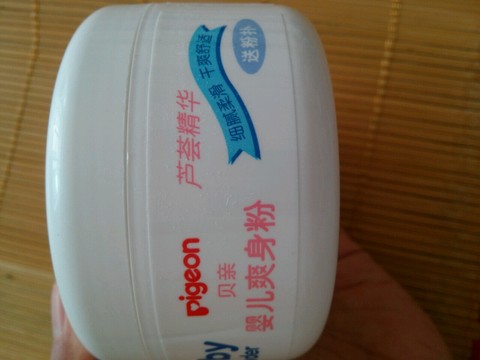 pigeon
贝亲
婴儿爽身粉
芦荟精华
细腻柔滑 干爽舒适
送粉扑